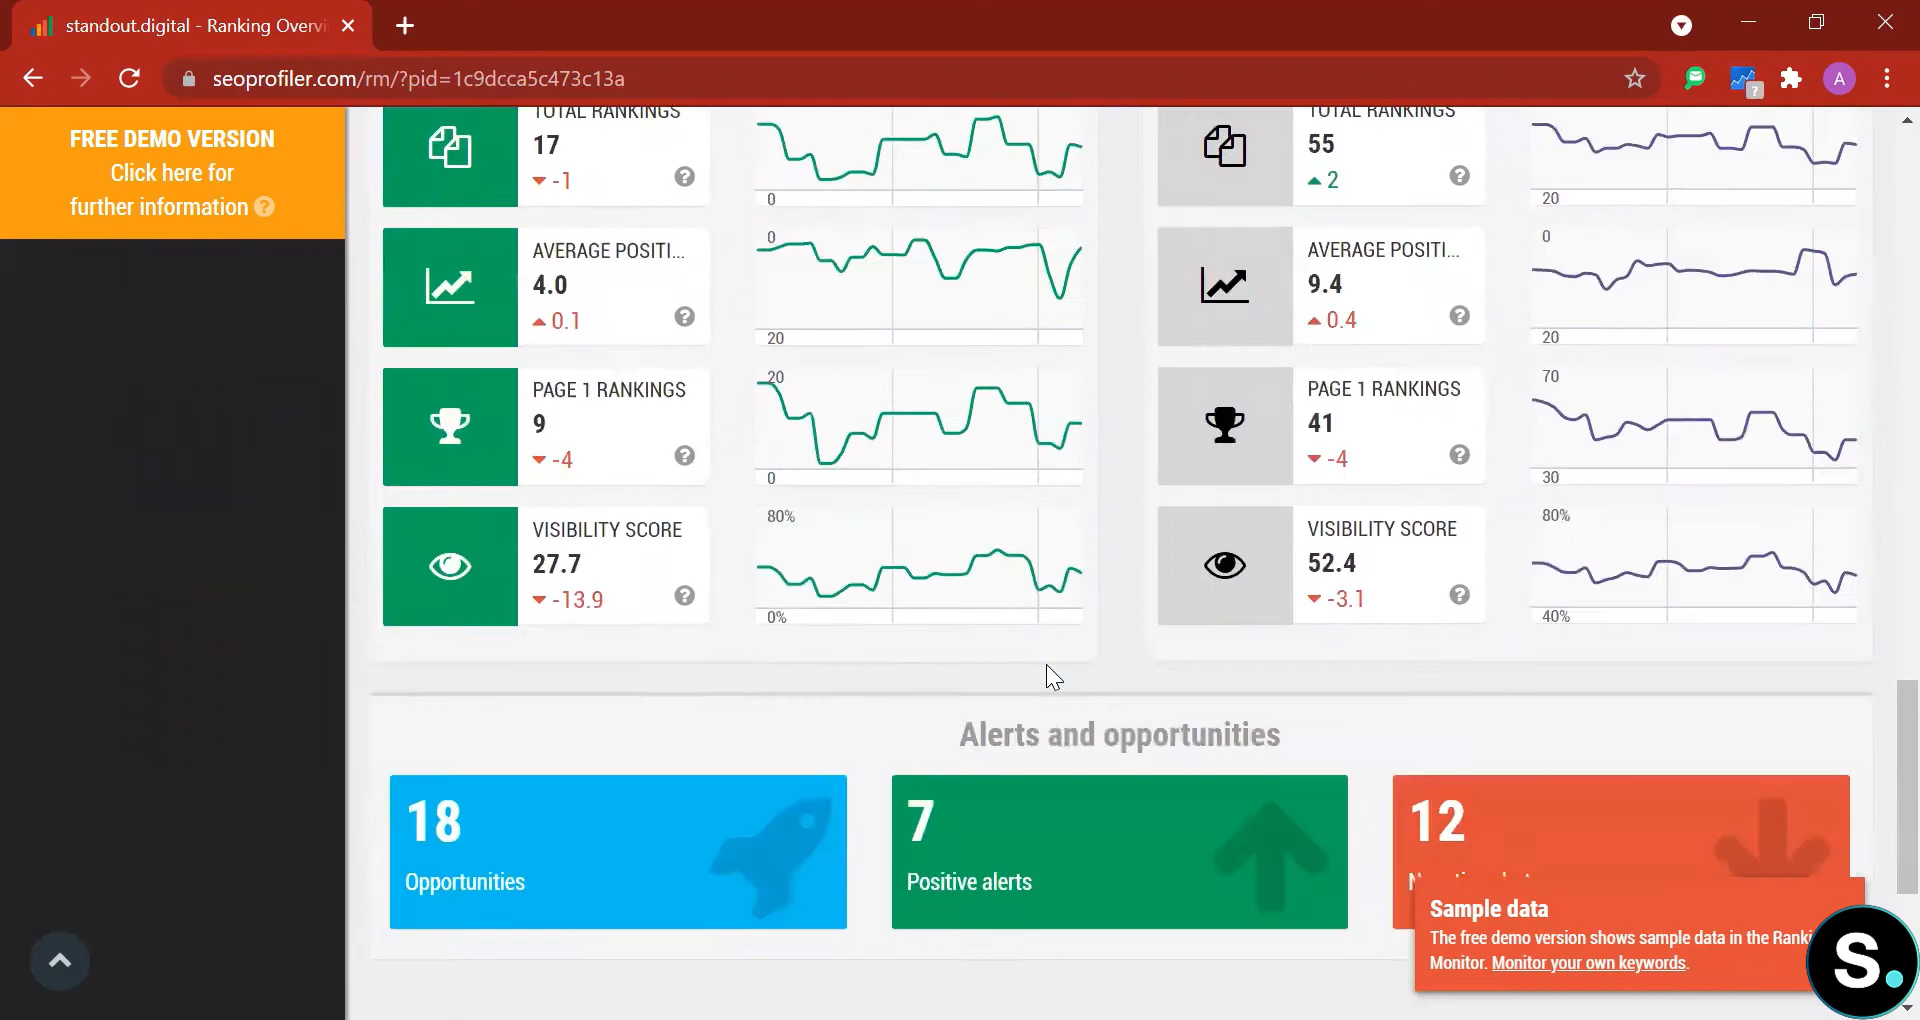 standout.digital - Ranking Overvi
seoprofiler.com/rm/?pid=1c9dcca5c473c13a
A
?
FREE DEMO VERSION
Click here for
further information ?
TOTAL RANKINGS
17
-1
?
0
TOTAL RANKINGS
55
2
?
20
AVERAGE POSITI...
4.0
0.1
?
0
20
AVERAGE POSITI...
9.4
0.4
?
0
20
PAGE 1 RANKINGS
9
-4
?
20
0
PAGE 1 RANKINGS
41
-4
?
70
30
VISIBILITY SCORE
27.7
-13.9
?
80%
0%
VISIBILITY SCORE
52.4
-3.1
?
80%
40%
Alerts and opportunities
18
Opportunities
7
Positive alerts
12
Sample data
The free demo version shows sample data in the Ranki
Monitor. Monitor your own keywords.
S.